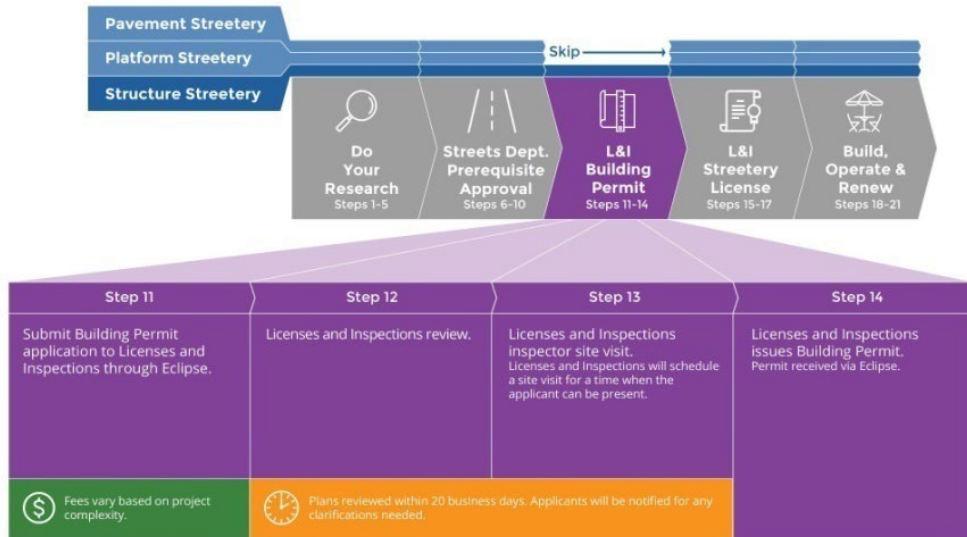 Pavement Streetery
Platform Streetery
Structure Streetery
Skip
Do
Your
Research
Steps 1-5
Streets Dept.
Prerequisite
Approval
Steps 6-10
L&I
Building
Permit
Steps 11-14
L&I
Streetery
License
Steps 15-17
Build,
Operate &
Renew
Steps 18-21
Step 11
Submit Building Permit
application to Licenses and
Inspections through Eclipse.
Fees vary based on project
complexity.
Step 12
Licenses and Inspections review.
Step 13
Licenses and Inspections
inspector site visit.
Licenses and Inspections will schedule
a site visit for a time when the
applicant can be present.
Plans reviewed within 20 business days. Applicants will be notified for any
clarifications needed.
Step 14
Licenses and Inspections
issues Building Permit.
Permit received via Eclipse.